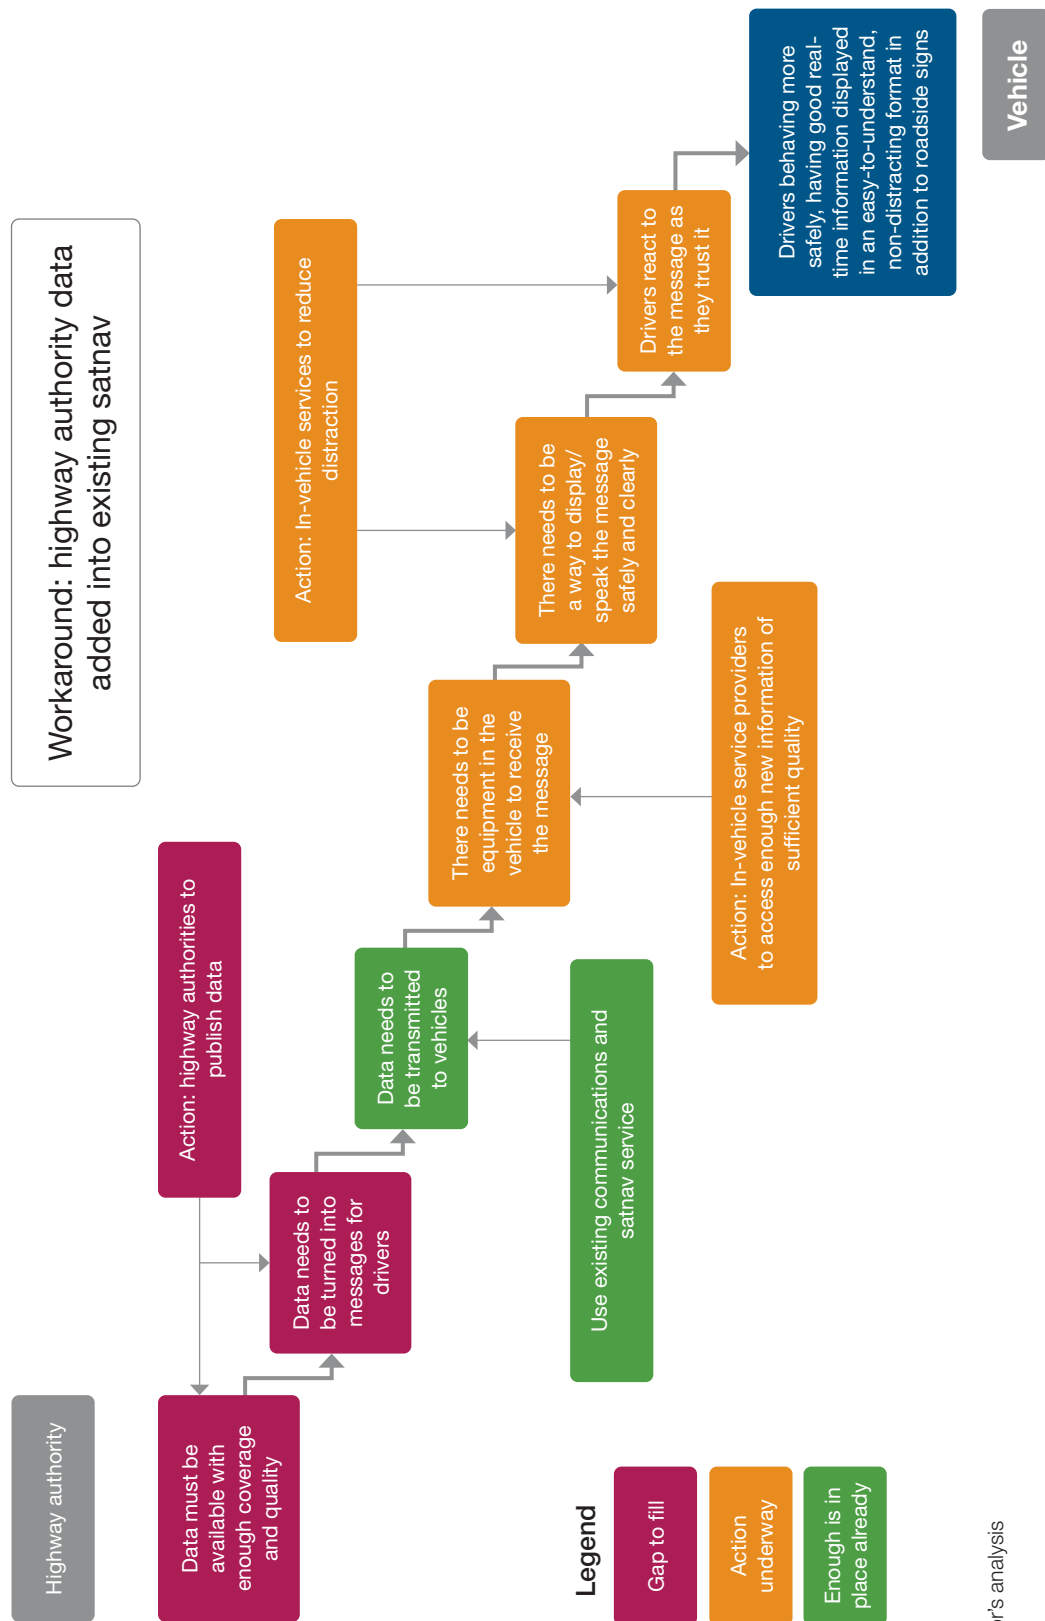 Highway authority
Workaround: highway authority data
added into existing satnav
Data must be
available with
enough coverage
and quality
Action: highway authorities to
publish data
Data needs to
be turned into
messages for
drivers
Data needs to
be transmitted
to vehicles
Use existing communications and
satnav service
There needs to be
equipment in the
vehicle to receive
the message
Action: In-vehicle service providers
to access enough new information of
sufficient quality
Action: In-vehicle services to reduce
distraction
There needs to be
a way to display/
speak the message
safely and clearly
Drivers react to
the message as
they trust it
Drivers behaving more
safely, having good real-
time information displayed
in an easy-to-understand,
non-distracting format in
addition to roadside signs
Vehicle
Legend
Gap to fill
Action
underway
Enough is in
place already
analysis